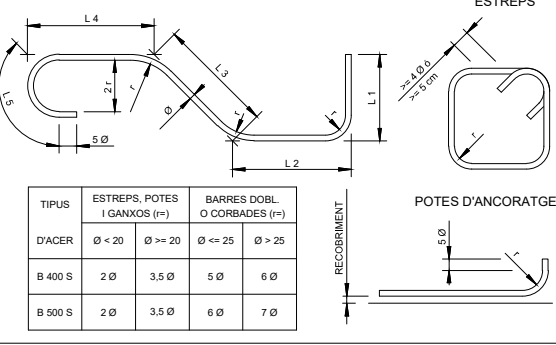 ESTREPS
L 4
L 3
L 5
2 r
r
Ø
r
r
L 1
5 Ø
L 2
>= 4 Ø ó
>= 5 cm
r
TIPUS
D'ACER
ESTREPS, POTES
I GANXOS (r=)
BARRES DOBL.
O CORBADES (r=)
Ø < 20
Ø >= 20
Ø <= 25
Ø > 25
B 400 S
2 Ø
3,5 Ø
5 Ø
6 Ø
B 500 S
2 Ø
3,5 Ø
6 Ø
7 Ø
POTES D'ANCORATGE
RECOBRIMENT
5 Ø
r